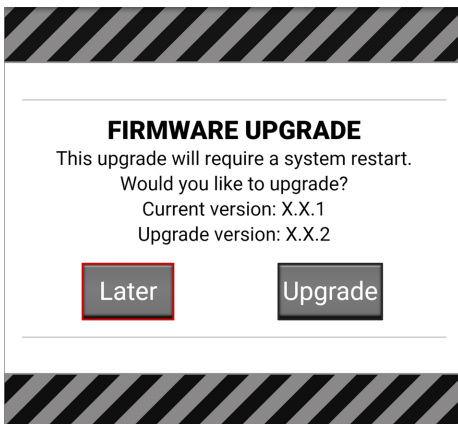 FIRMWARE UPGRADE
This upgrade will require a system restart.
Would you like to upgrade?
Current version: X.X.1
Upgrade version: X.X.2
Later
Upgrade